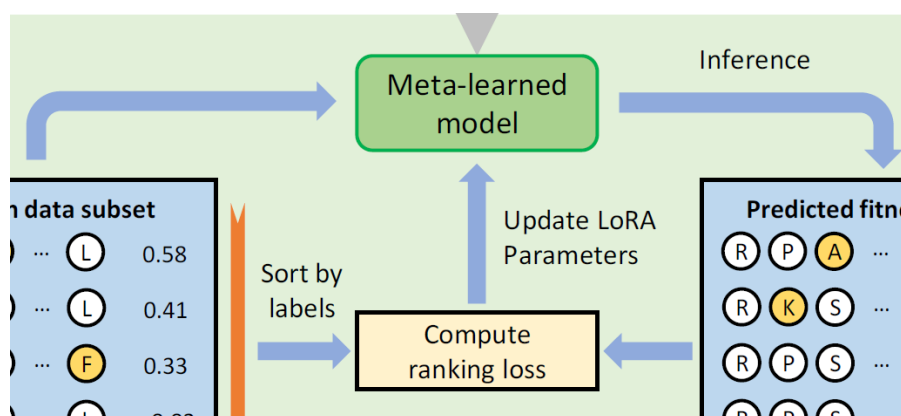 Meta-learned
model
Inference
data subset
... L 0.58
... L 0.41
... F 0.33
Update LoRA
Parameters
Sort by
labels
Compute
ranking loss
Predicted
R P A ...
R K S ...
R P S ...